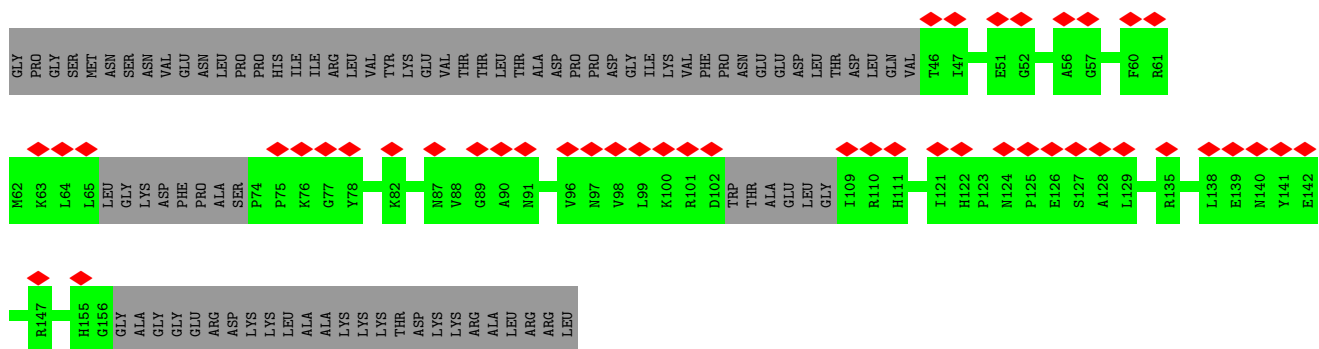 GLY PRO GLY SER MET ASN SER ASN VAL GLU ASN LEU PRO PRO HIS ILE ILE ARG LEU VAL TYR LYS GLU VAL THR THR LEU THR ALA ASP PRO PRO ASP GLY ILE LYS VAL PHE PRO ASN GLU GLU ASP LEU THR ASP LEU GLN VAL T46 I47 E51 G52 A56 G57 F60 R61
M62 K63 L64 L65 LEU GLY LYS ASP PHE PRO ALA SER P74 P75 K76 G77 Y78 K82 N87 V88 G89 A90 N91 V96 N97 V98 L99 K100 R101 D102 TRP THR ALA GLU LEU GLY I109 R110 H111 I121 H122 P123 N124 P125 E126 S127 A128 L129 R135 L138 E139 N140 Y141 E142
R147 H155 G156 GLY ALA GLY GLY GLU ARG ASP LYS LYS LEU ALA ALA LYS LYS LYS THR ASP LYS LYS ARG ALA LEU ARG ARG LEU